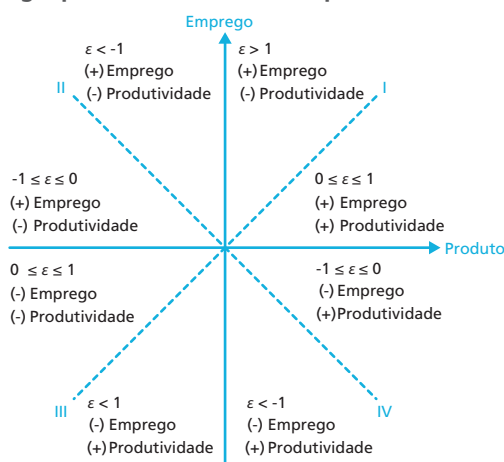 Emprego
ε < -1
(+) Emprego
(-) Produtividade
ε > 1
(+) Emprego
(-) Produtividade
II
I
-1 ≤ ε ≤ 0
(+) Emprego
(-) Produtividade
0 ≤ ε ≤ 1
(+) Emprego
(+) Produtividade
Produto
0 ≤ ε ≤ 1
(-) Emprego
(-) Produtividade
-1 ≤ ε ≤ 0
(-) Emprego
(+) Produtividade
III
IV
ε < 1
(-) Emprego
(+) Produtividade
ε < -1
(-) Emprego
(+) Produtividade